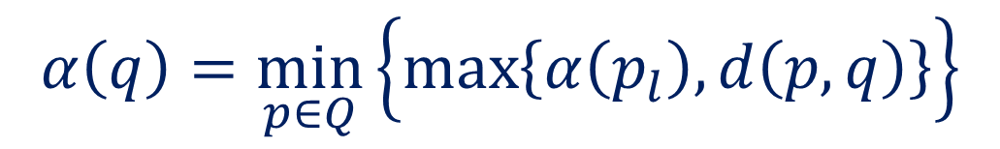 α(q) = min_{p∈Q} {max{α(p_l), d(p, q)}}